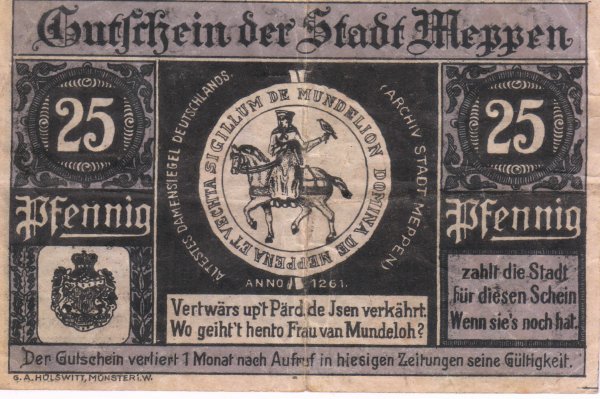 Gutschein der Stadt Meppen
25
Pfennig
ÄLTESTES DAMENSIEGEL DEUTSCHLANDS.
SIGILLUM DE MUNDELION DOMINA DE MEPPENA ET VECHTA
(ARCHIV STADT MEPPEN)
ANNO 1261.
Vertwärs up't Pärd, de Jsen verkährt.
Wo geiht't hento Frau van Mundeloh?
25
Pfennig
zahlt die Stadt
für diesen Schein
Wenn sie's noch hat.
Der Gutschein verliert 1 Monat nach Aufruf in hiesigen Zeitungen seine Gültigkeit.
G. A. HÜLSWITT, MÜNSTER i. W.